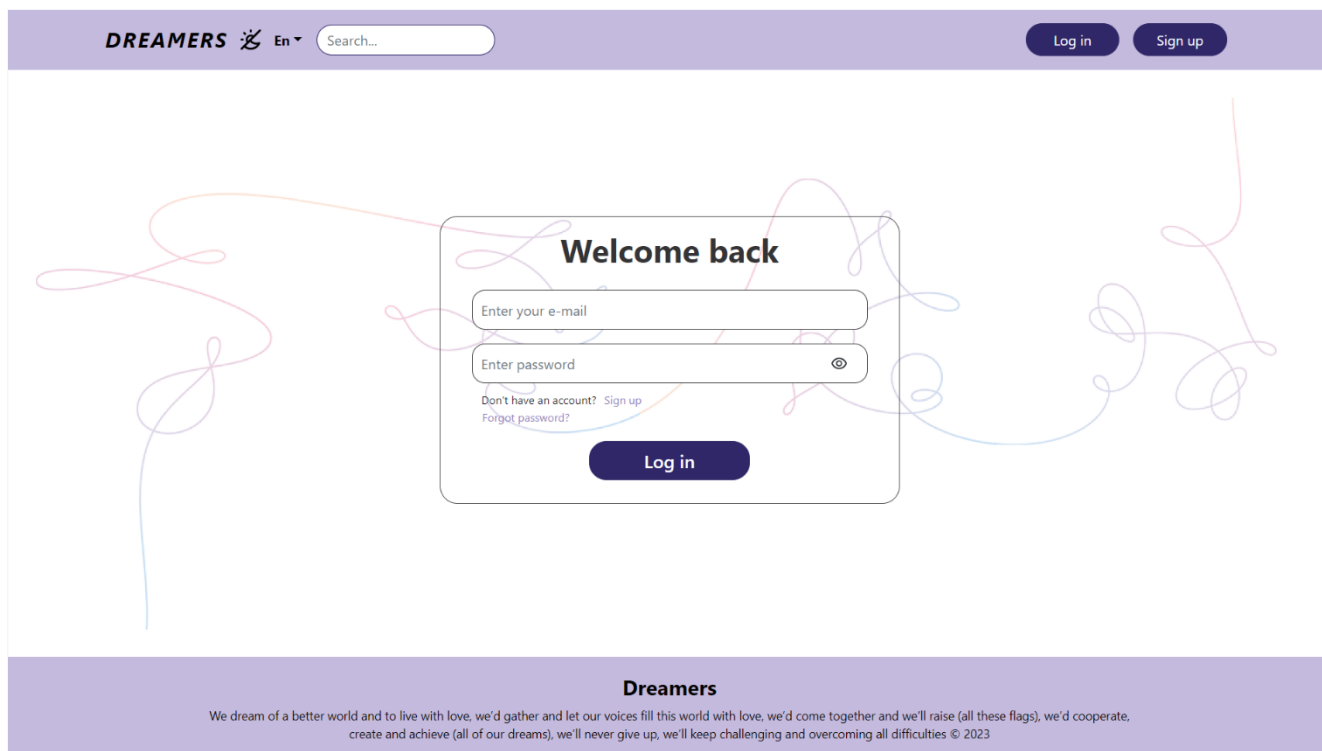 DREAMERS En Search... Log in Sign up
Welcome back
Enter your e-mail
Enter password
Don't have an account? Sign up
Forgot password?
Log in
Dreamers
We dream of a better world and to live with love, we'd gather and let our voices fill this world with love, we'd come together and we'll raise (all these flags), we'd cooperate,
create and achieve (all of our dreams), we'll never give up, we'll keep challenging and overcoming all difficulties © 2023